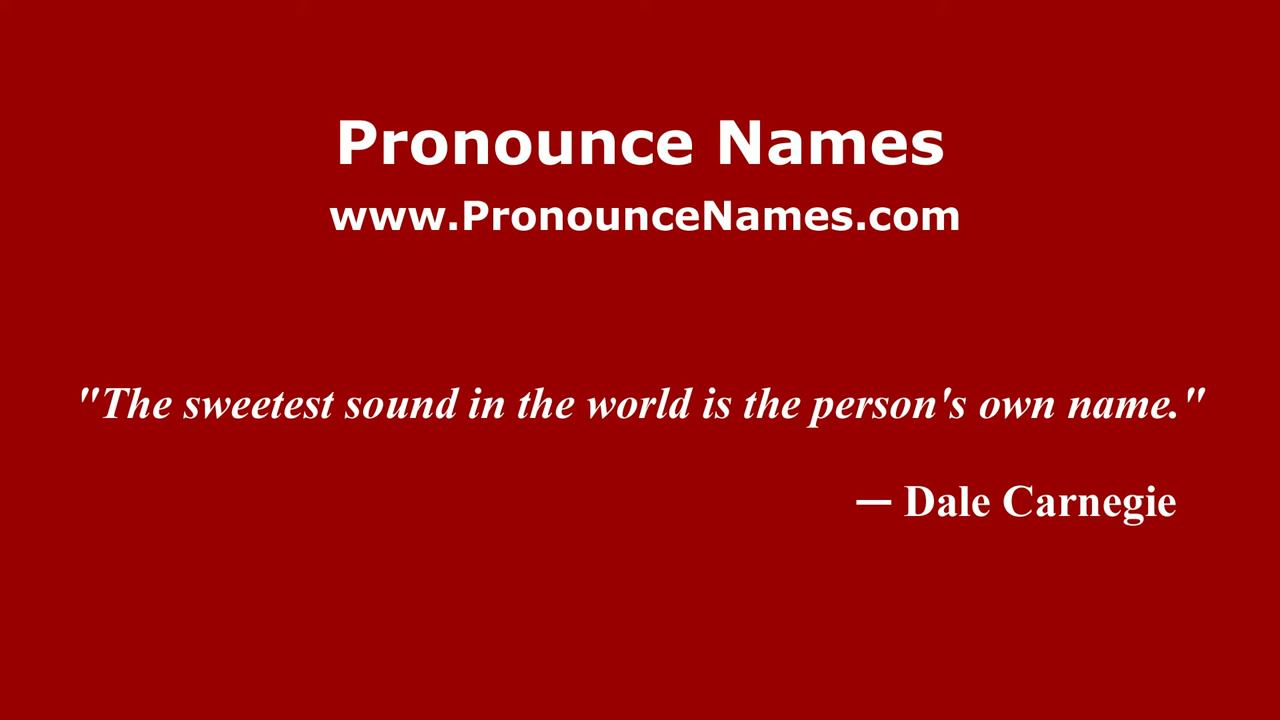 Pronounce Names
www.PronounceNames.com
"The sweetest sound in the world is the person's own name."
— Dale Carnegie